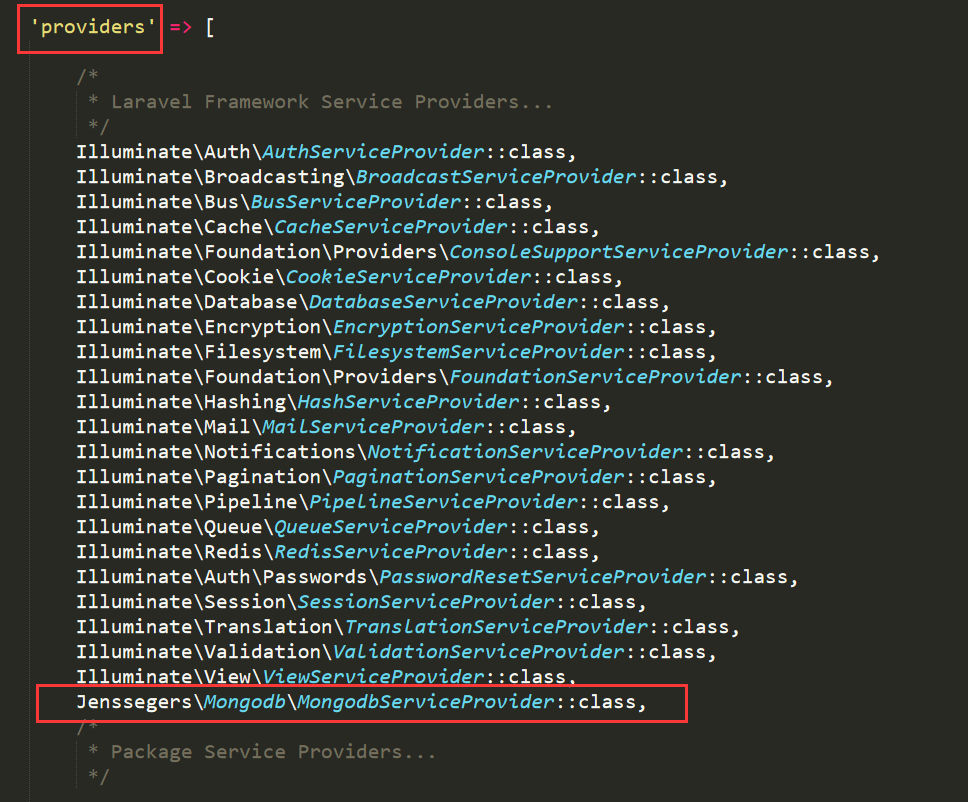 'providers' => [
/*
* Laravel Framework Service Providers...
*/
Illuminate\Auth\AuthServiceProvider::class,
Illuminate\Broadcasting\BroadcastServiceProvider::class,
Illuminate\Bus\BusServiceProvider::class,
Illuminate\Cache\CacheServiceProvider::class,
Illuminate\Foundation\Providers\ConsoleSupportServiceProvider::class,
Illuminate\Cookie\CookieServiceProvider::class,
Illuminate\Database\DatabaseServiceProvider::class,
Illuminate\Encryption\EncryptionServiceProvider::class,
Illuminate\Filesystem\FilesystemServiceProvider::class,
Illuminate\Foundation\Providers\FoundationServiceProvider::class,
Illuminate\Hashing\HashServiceProvider::class,
Illuminate\Mail\MailServiceProvider::class,
Illuminate\Notifications\NotificationServiceProvider::class,
Illuminate\Pagination\PaginationServiceProvider::class,
Illuminate\Pipeline\PipelineServiceProvider::class,
Illuminate\Queue\QueueServiceProvider::class,
Illuminate\Redis\RedisServiceProvider::class,
Illuminate\Auth\Passwords\PasswordResetServiceProvider::class,
Illuminate\Session\SessionServiceProvider::class,
Illuminate\Translation\TranslationServiceProvider::class,
Illuminate\Validation\ValidationServiceProvider::class,
Illuminate\View\ViewServiceProvider::class,
Jenssegers\Mongodb\MongodbServiceProvider::class,
/*
* Package Service Providers...
*/